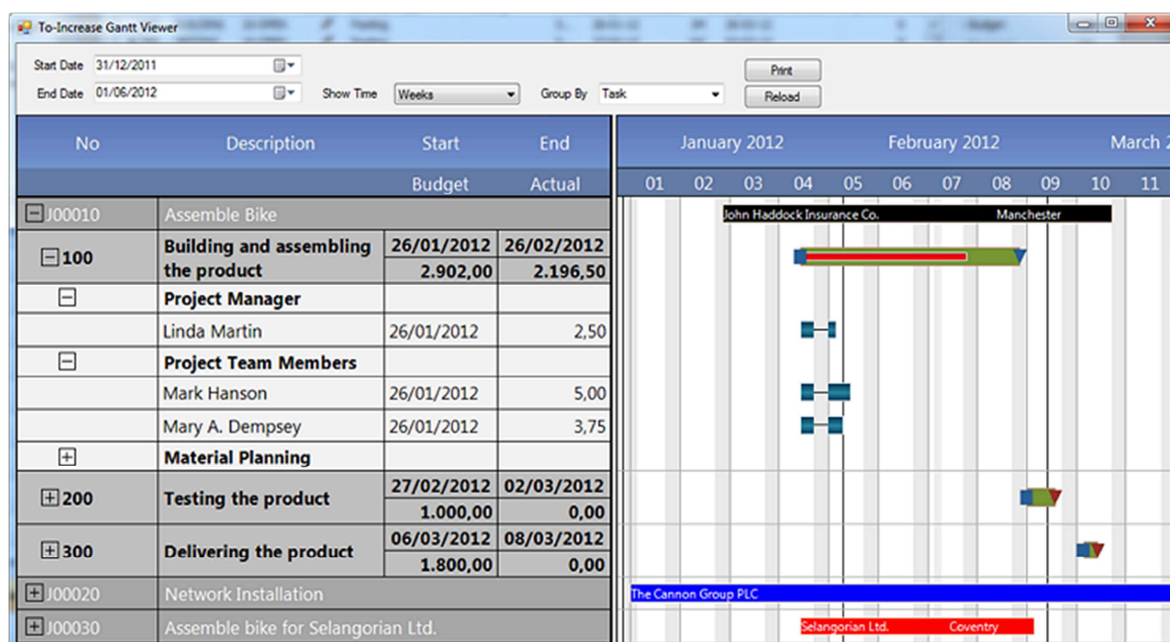 To-Increase Gantt Viewer
Start Date 31/12/2011
End Date 01/06/2012 Show Time Weeks Group By Task
Print
Reload
No Description Start End January 2012 February 2012 March 2
Budget Actual 01 02 03 04 05 06 07 08 09 10 11
J00010 Assemble Bike John Haddock Insurance Co. Manchester
100 Building and assembling the product 26/01/2012 26/02/2012
2.902,00 2.196,50
Project Manager
Linda Martin 26/01/2012 2,50
Project Team Members
Mark Hanson 26/01/2012 5,00
Mary A. Dempsey 26/01/2012 3,75
Material Planning
200 Testing the product 27/02/2012 02/03/2012
1.000,00 0,00
300 Delivering the product 06/03/2012 08/03/2012
1.800,00 0,00
J00020 Network Installation The Cannon Group PLC
J00030 Assemble bike for Selangorian Ltd. Selangorian Ltd. Coventry